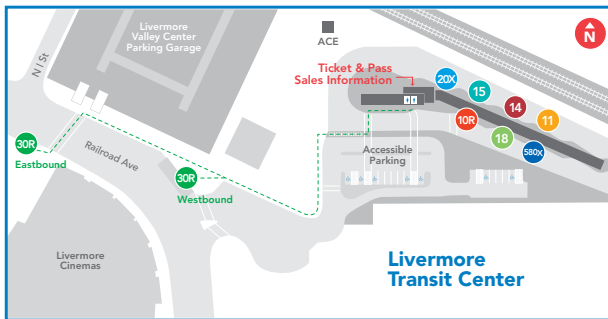 Livermore
Valley Center
Parking Garage
ACE
N
N I St
Ticket & Pass
Sales Information
20X
15
14
11
10R
18
580X
30R
Eastbound
Railroad Ave
30R
Westbound
Accessible
Parking
Livermore
Cinemas
Livermore
Transit Center